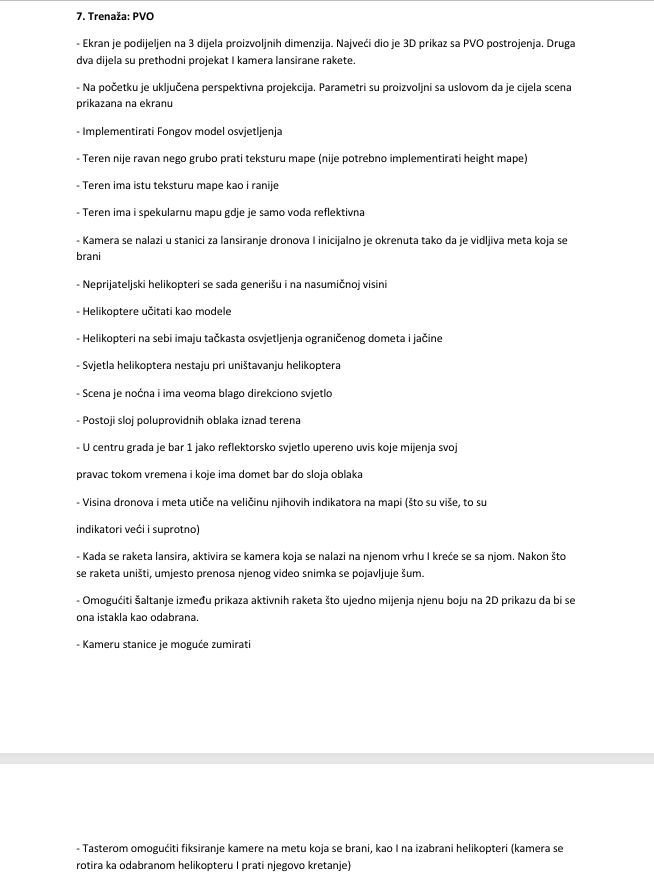 7. Trenaža: PVO
- Ekran je podijeljen na 3 dijela proizvoljnih dimenzija. Najveći dio je 3D prikaz sa PVO postrojenja. Druga
dva dijela su prethodni projekat I kamera lansirane rakete.
- Na početku je uključena perspektivna projekcija. Parametri su proizvoljni sa uslovom da je cijela scena
prikazana na ekranu
- Implementirati Fongov model osvjetljenja
- Teren nije ravan nego grubo prati teksturu mape (nije potrebno implementirati height mape)
- Teren ima istu teksturu mape kao i ranije
- Teren ima i spekularnu mapu gdje je samo voda reflektivna
- Kamera se nalazi u stanici za lansiranje dronova I inicijalno je okrenuta tako da je vidljiva meta koja se
brani
- Neprijateljski helikopteri se sada generišu i na nasumičnoj visini
- Helikoptere učitati kao modele
- Helikopteri na sebi imaju tačkasta osvjetljenja ograničenog dometa i jačine
- Svjetla helikoptera nestaju pri uništavanju helikoptera
- Scena je noćna i ima veoma blago direkciono svjetlo
- Postoji sloj poluprovidnih oblaka iznad terena
- U centru grada je bar 1 jako reflektorsko svjetlo upereno uvis koje mijenja svoj
pravac tokom vremena i koje ima domet bar do sloja oblaka
- Visina dronova i meta utiče na veličinu njihovih indikatora na mapi (što su više, to su
indikatori veći i suprotno)
- Kada se raketa lansira, aktivira se kamera koja se nalazi na njenom vrhu I kreće se sa njom. Nakon što
se raketa uništi, umjesto prenosa njenog video snimka se pojavljuje šum.
- Omogućiti šaltanje između prikaza aktivnih raketa što ujedno mijenja njenu boju na 2D prikazu da bi se
ona istakla kao odabrana.
- Kameru stanice je moguće zumirati
- Tasterom omogućiti fiksiranje kamere na metu koja se brani, kao I na izabrani helikopteri (kamera se
rotira ka odabranom helikopteru I prati njegovo kretanje)